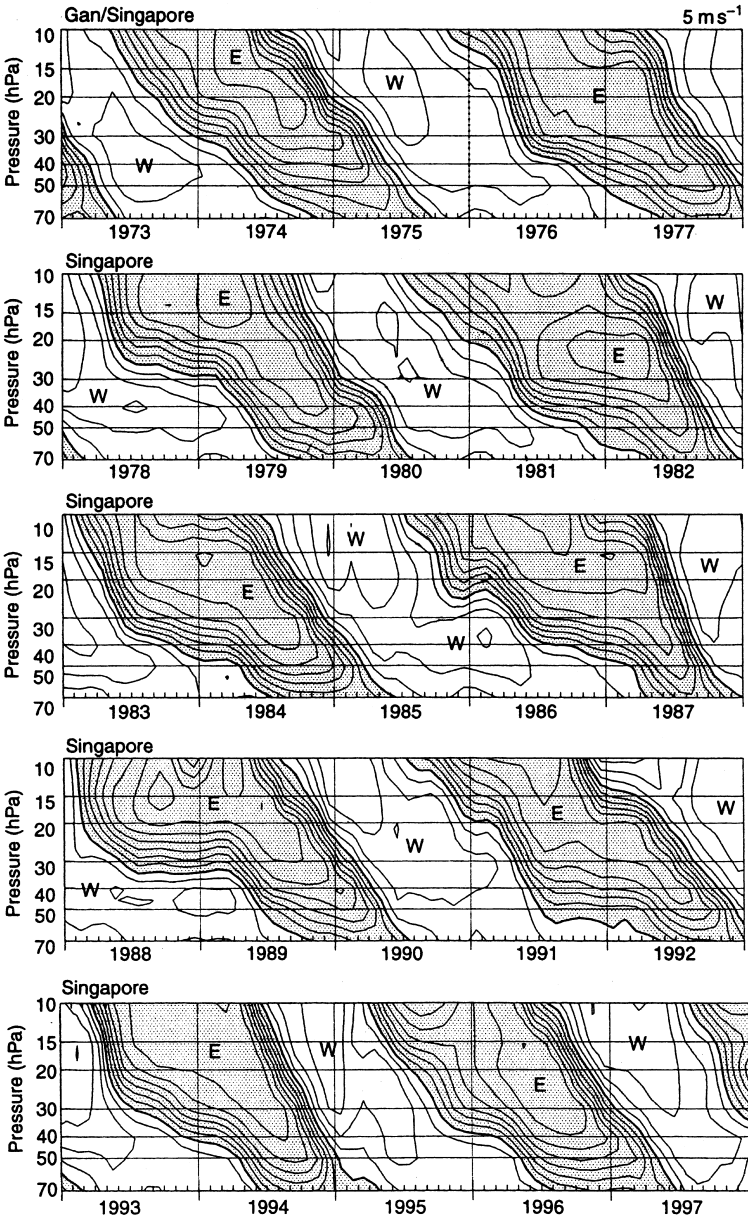 Gan/Singapore 5 m s⁻¹
Pressure (hPa)
10
15
20
30
40
50
70
E
W
W
E
1973 1974 1975 1976 1977
Singapore
Pressure (hPa)
10
15
20
30
40
50
70
E
W
W
W
E
1978 1979 1980 1981 1982
Singapore
Pressure (hPa)
10
15
20
30
40
50
70
W
E
W
E
W
1983 1984 1985 1986 1987
Singapore
Pressure (hPa)
10
15
20
30
40
50
70
E
W
E
W
W
1988 1989 1990 1991 1992
Singapore
Pressure (hPa)
10
15
20
30
40
50
70
E
W
W
E
1993 1994 1995 1996 1997